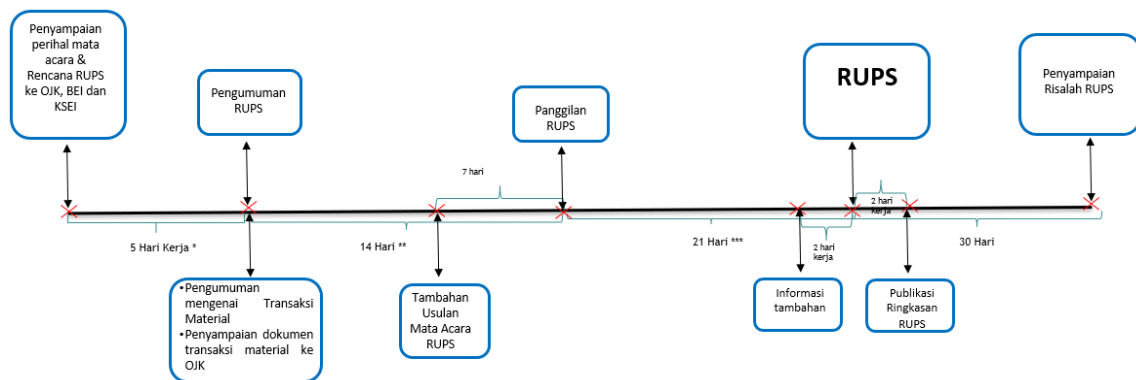 Penyampaian
perihal mata
acara &
Rencana RUPS
ke OJK, BEI dan
KSEI
Pengumuman
RUPS
Panggilan
RUPS
RUPS
Penyampaian
Risalah RUPS
7 hari
2 hari
kerja
5 Hari Kerja *
14 Hari **
21 Hari ***
2 hari
kerja
30 Hari
•Pengumuman
mengenai Transaksi
Material
•Penyampaian dokumen
transaksi material ke
OJK
Tambahan
Usulan
Mata Acara
RUPS
Informasi
tambahan
Publikasi
Ringkasan
RUPS